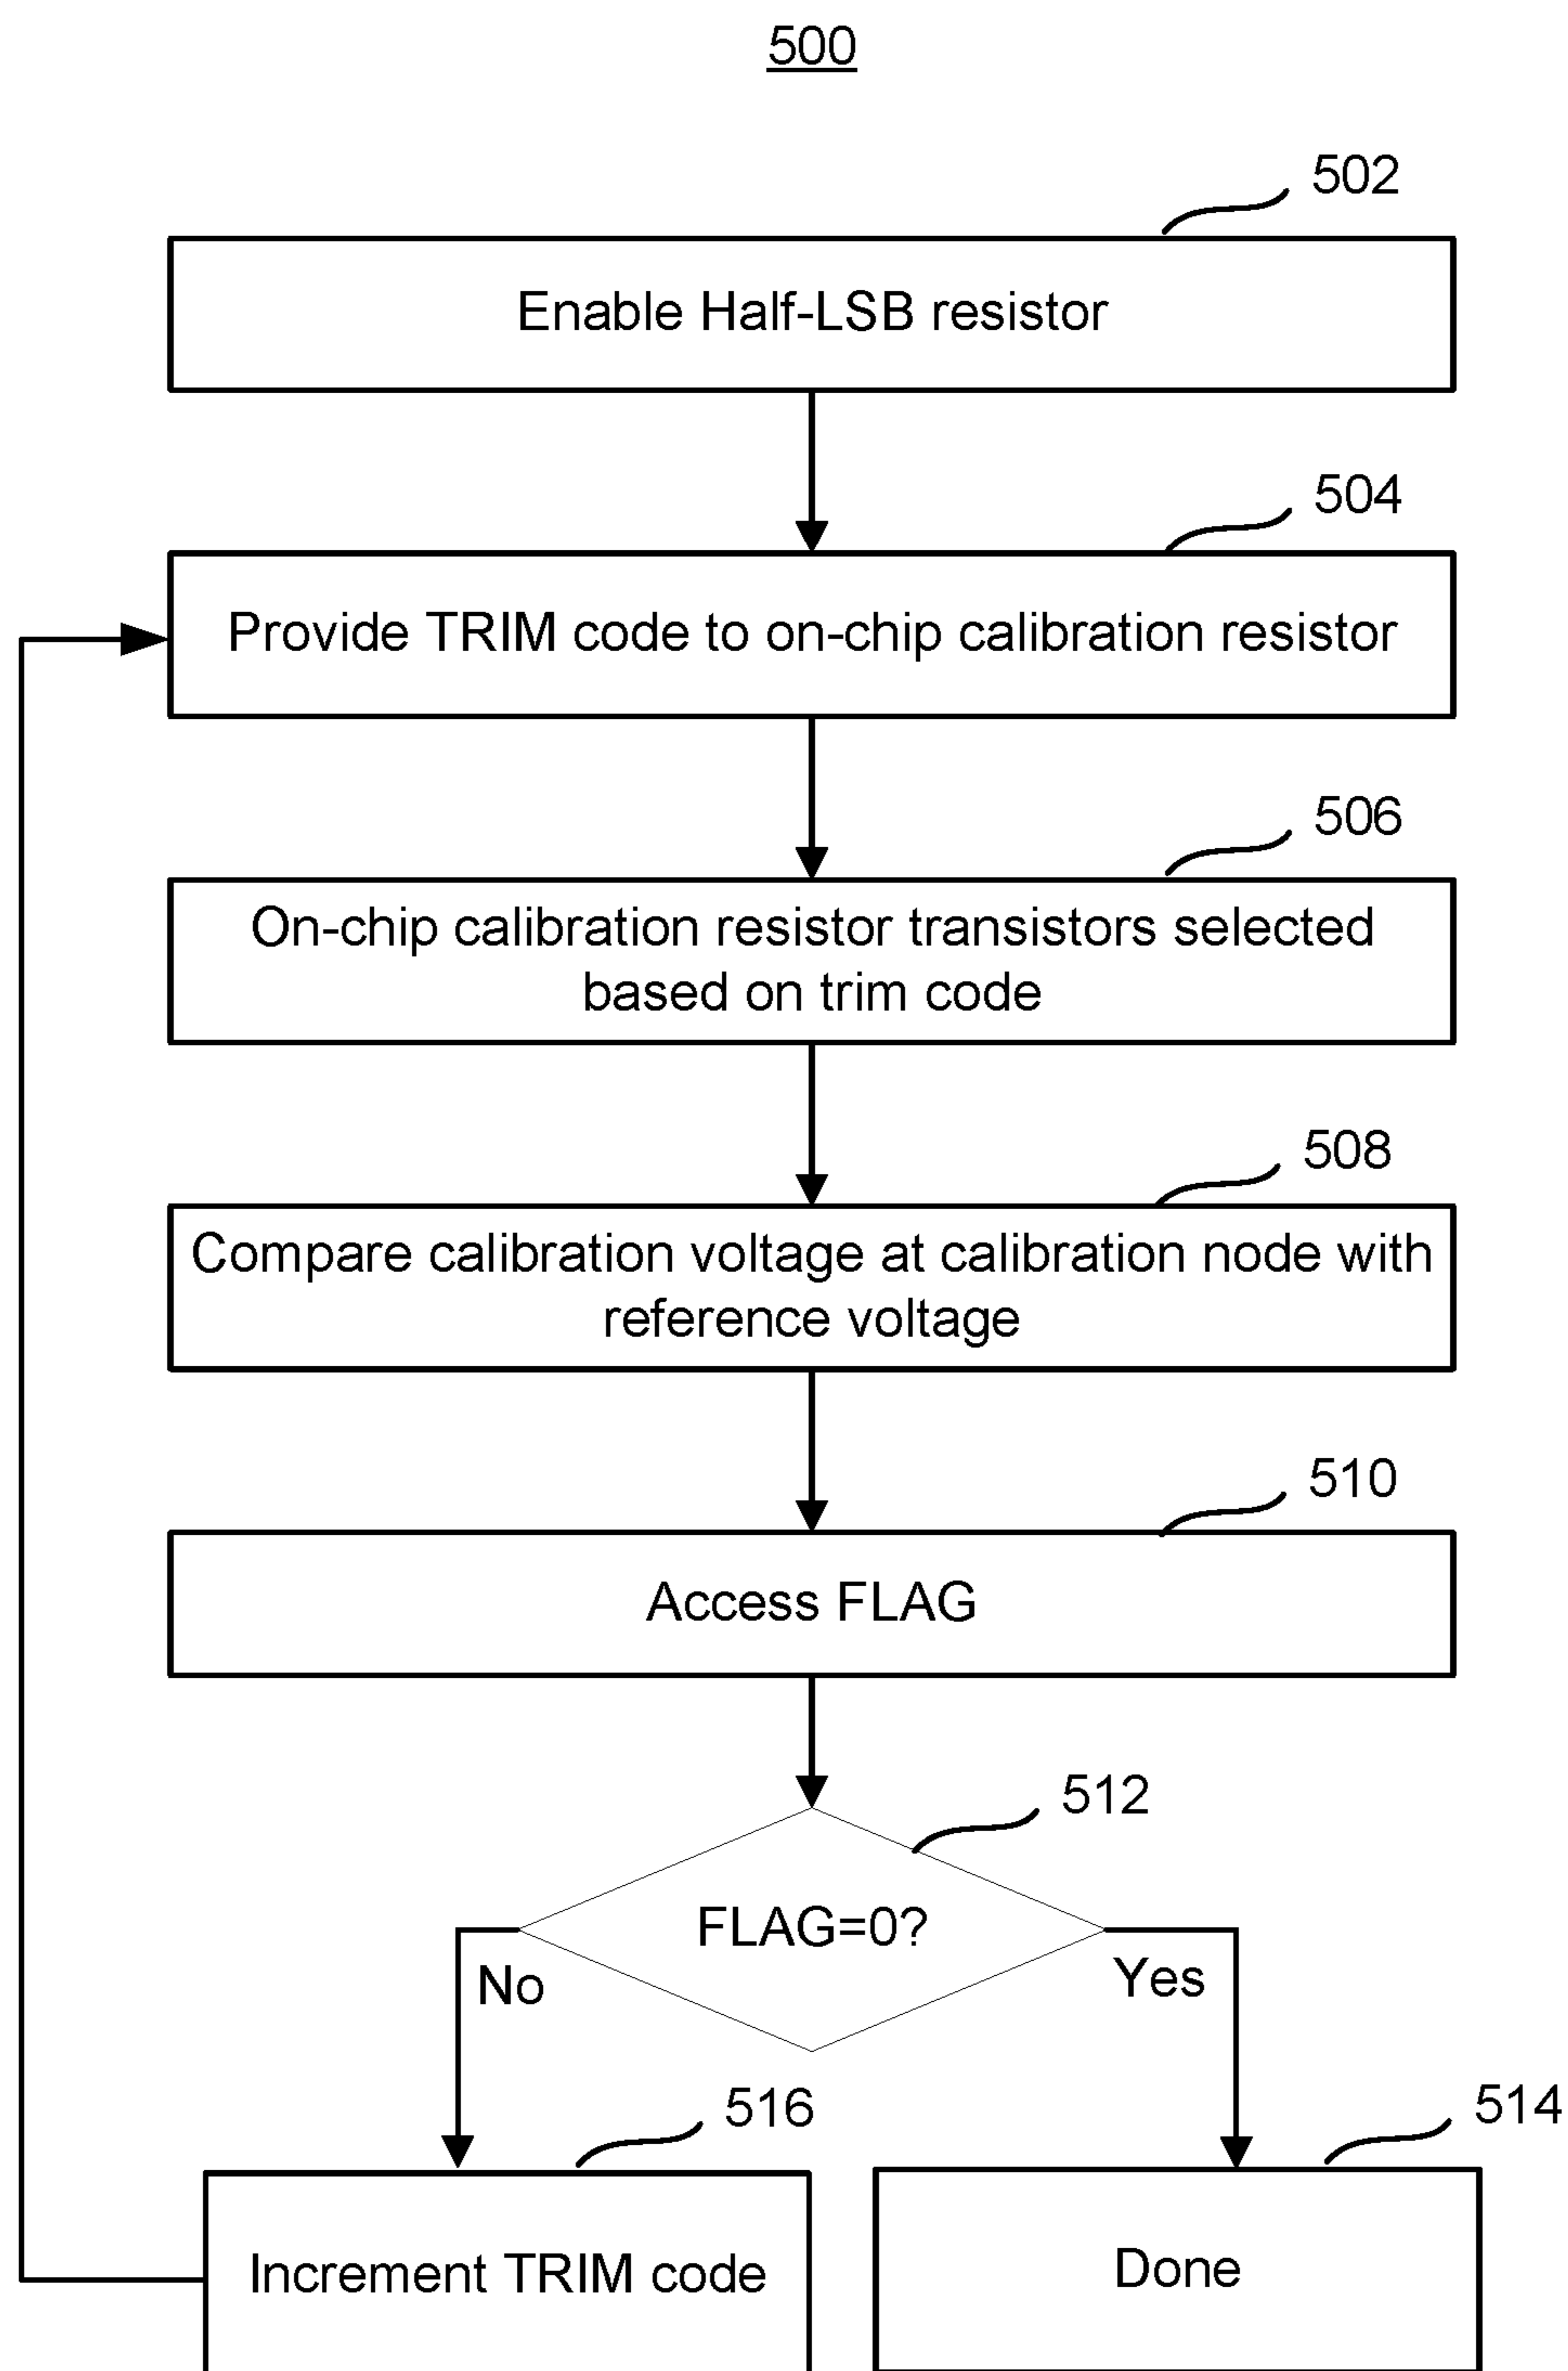 500
502
Enable Half-LSB resistor
504
Provide TRIM code to on-chip calibration resistor
506
On-chip calibration resistor transistors selected
based on trim code
508
Compare calibration voltage at calibration node with
reference voltage
510
Access FLAG
512
FLAG=0?
No
Yes
516
514
Increment TRIM code
Done